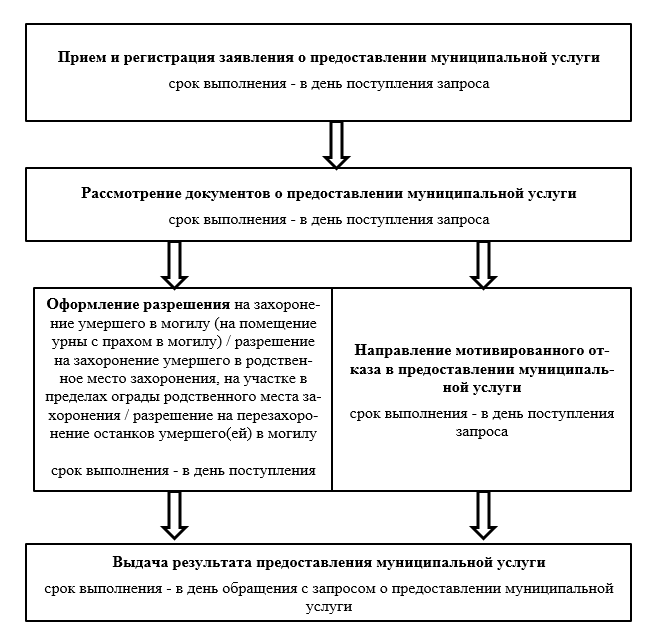 Прием и регистрация заявления о предоставлении муниципальной услуги
срок выполнения - в день поступления запроса
Рассмотрение документов о предоставлении муниципальной услуги
срок выполнения - в день поступления запроса
Оформление разрешения на захороне-
ние умершего в могилу (на помещение
урны с прахом в могилу) / разрешение
на захоронение умершего в родствен-
ное место захоронения, на участке в
пределах ограды родственного места за-
хоронения / разрешение на перезахоро-
нение останков умершего(ей) в могилу
срок выполнения - в день поступления
Направление мотивированного от-
каза в предоставлении муниципаль-
ной услуги
срок выполнения - в день поступления
запроса
Выдача результата предоставления муниципальной услуги
срок выполнения - в день обращения с запросом о предоставлении муниципальной
услуги